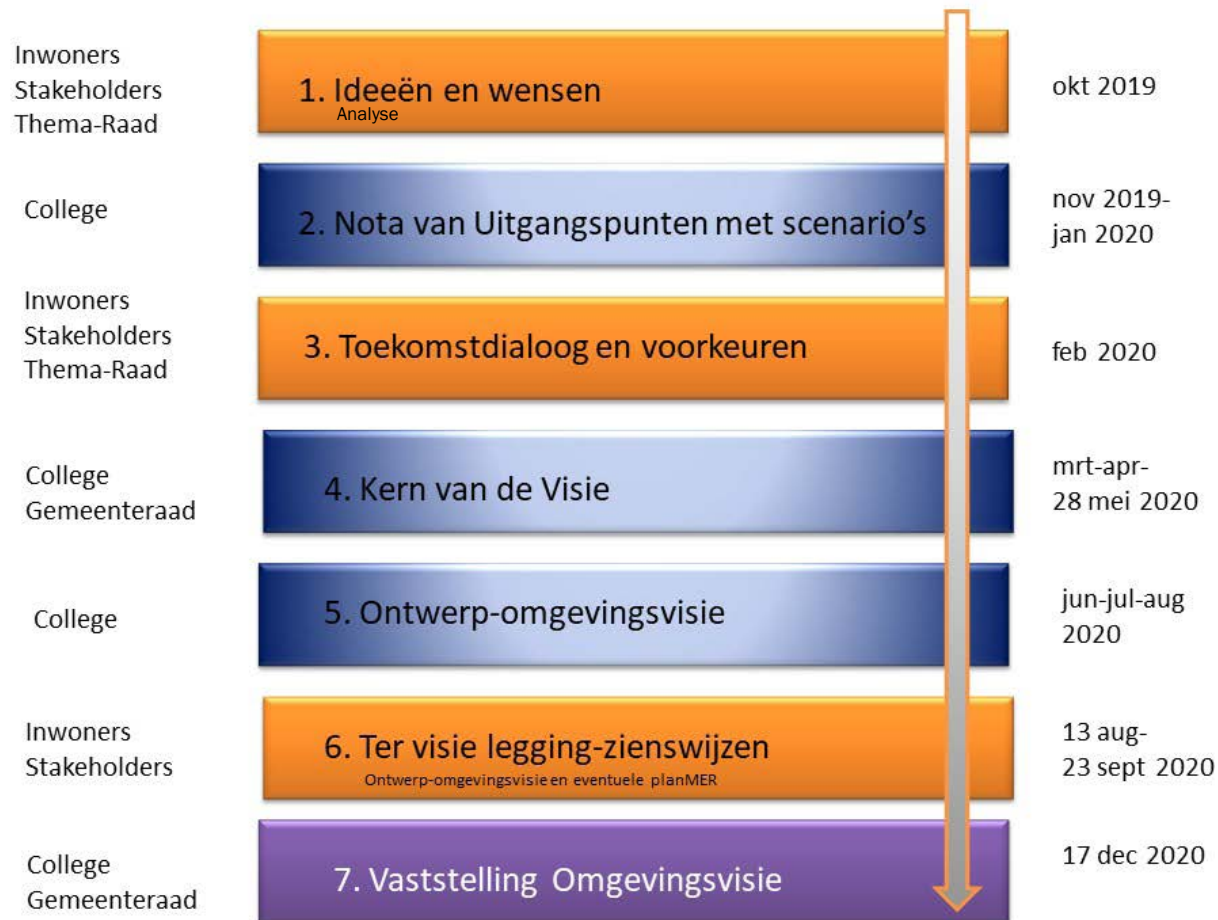 Inwoners
Stakeholders
Thema-Raad
1. Ideeën en wensen
Analyse
okt 2019
College
2. Nota van Uitgangspunten met scenario's
nov 2019-
jan 2020
Inwoners
Stakeholders
Thema-Raad
3. Toekomstdialoog en voorkeuren
feb 2020
College
Gemeenteraad
4. Kern van de Visie
mrt-apr-
28 mei 2020
College
5. Ontwerp-omgevingsvisie
jun-jul-aug
2020
Inwoners
Stakeholders
6. Ter visie legging-zienswijzen
Ontwerp-omgevingsvisie en eventuele planMER
13 aug-
23 sept 2020
College
Gemeenteraad
7. Vaststelling Omgevingsvisie
17 dec 2020